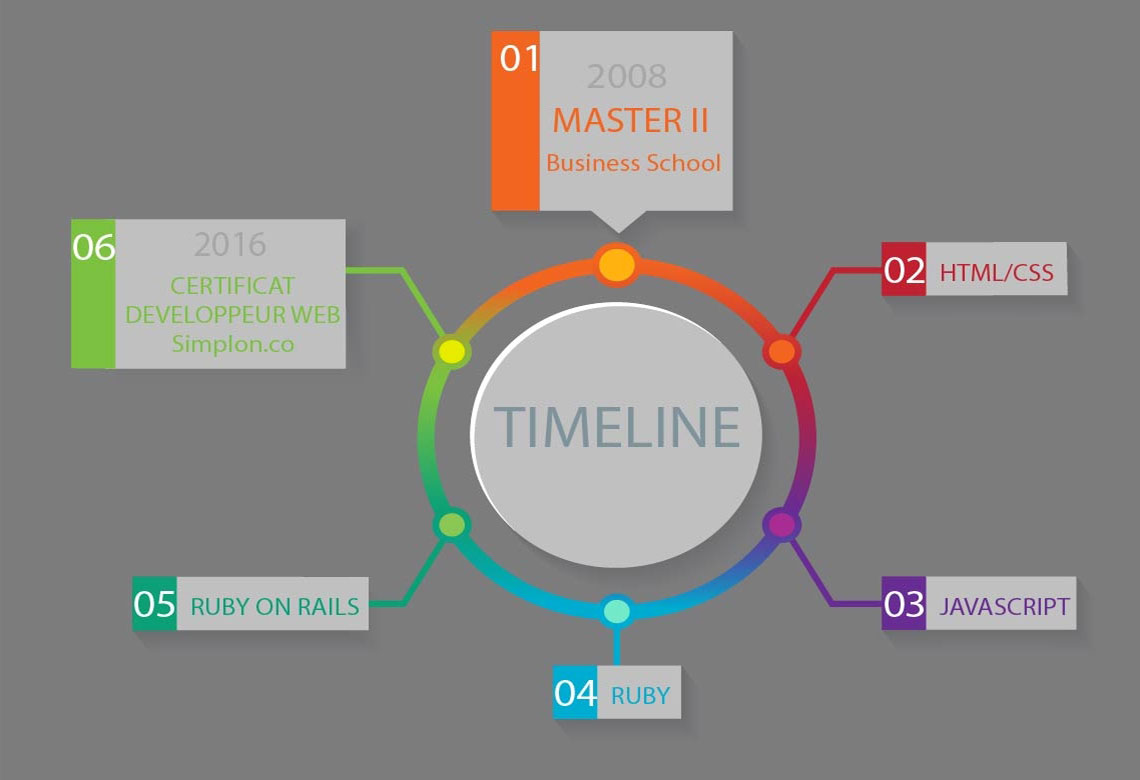 01
2008
MASTER II
Business School
02
HTML/CSS
03
JAVASCRIPT
04
RUBY
05
RUBY ON RAILS
06
2016
CERTIFICAT
DEVELOPPEUR WEB
Simplon.co
TIMELINE